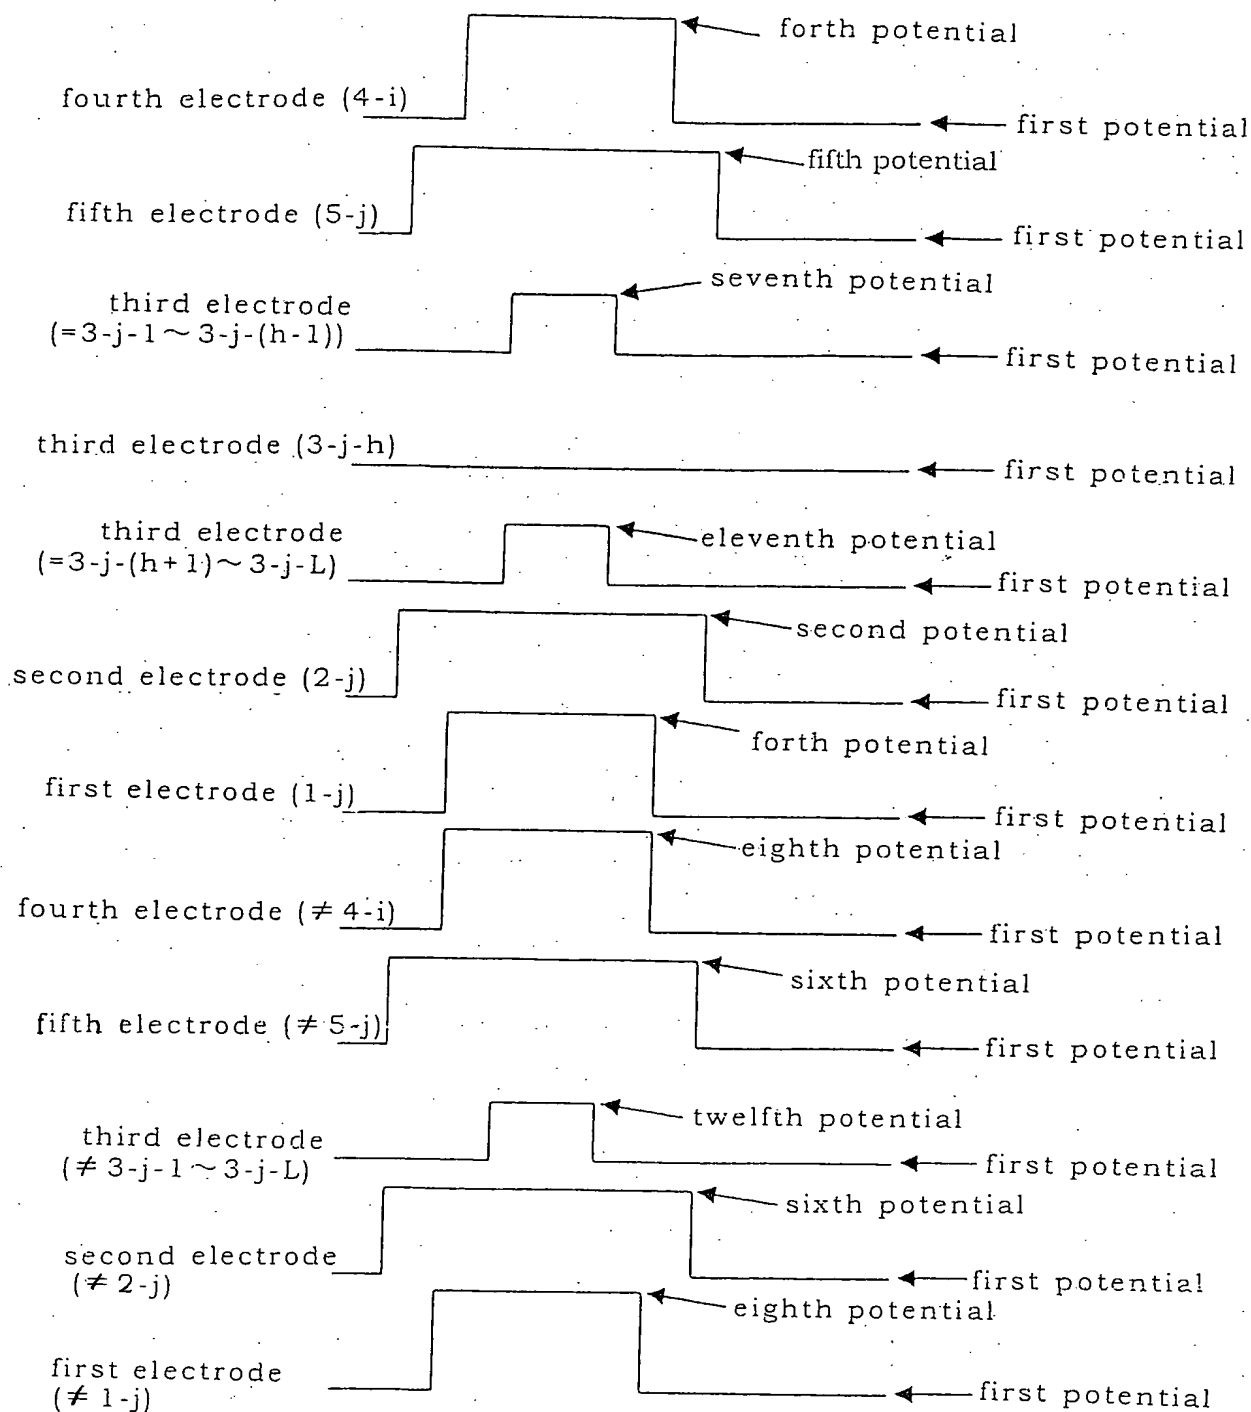 forth potential
fourth electrode (4-i)
first potential
fifth potential
fifth electrode (5-j)
first potential
seventh potential
third electrode
(=3-j-1～3-j-(h-1))
first potential
third electrode (3-j-h)
first potential
third electrode
(=3-j-(h+1)～3-j-L)
eleventh potential
first potential
second potential
second electrode (2-j)
first potential
forth potential
first electrode (1-j)
first potential
eighth potential
fourth electrode (≠4-i)
first potential
sixth potential
fifth electrode (≠5-j)
first potential
twelfth potential
third electrode
(≠3-j-1～3-j-L)
first potential
sixth potential
second electrode
(≠2-j)
first potential
eighth potential
first electrode
(≠1-j)
first potential